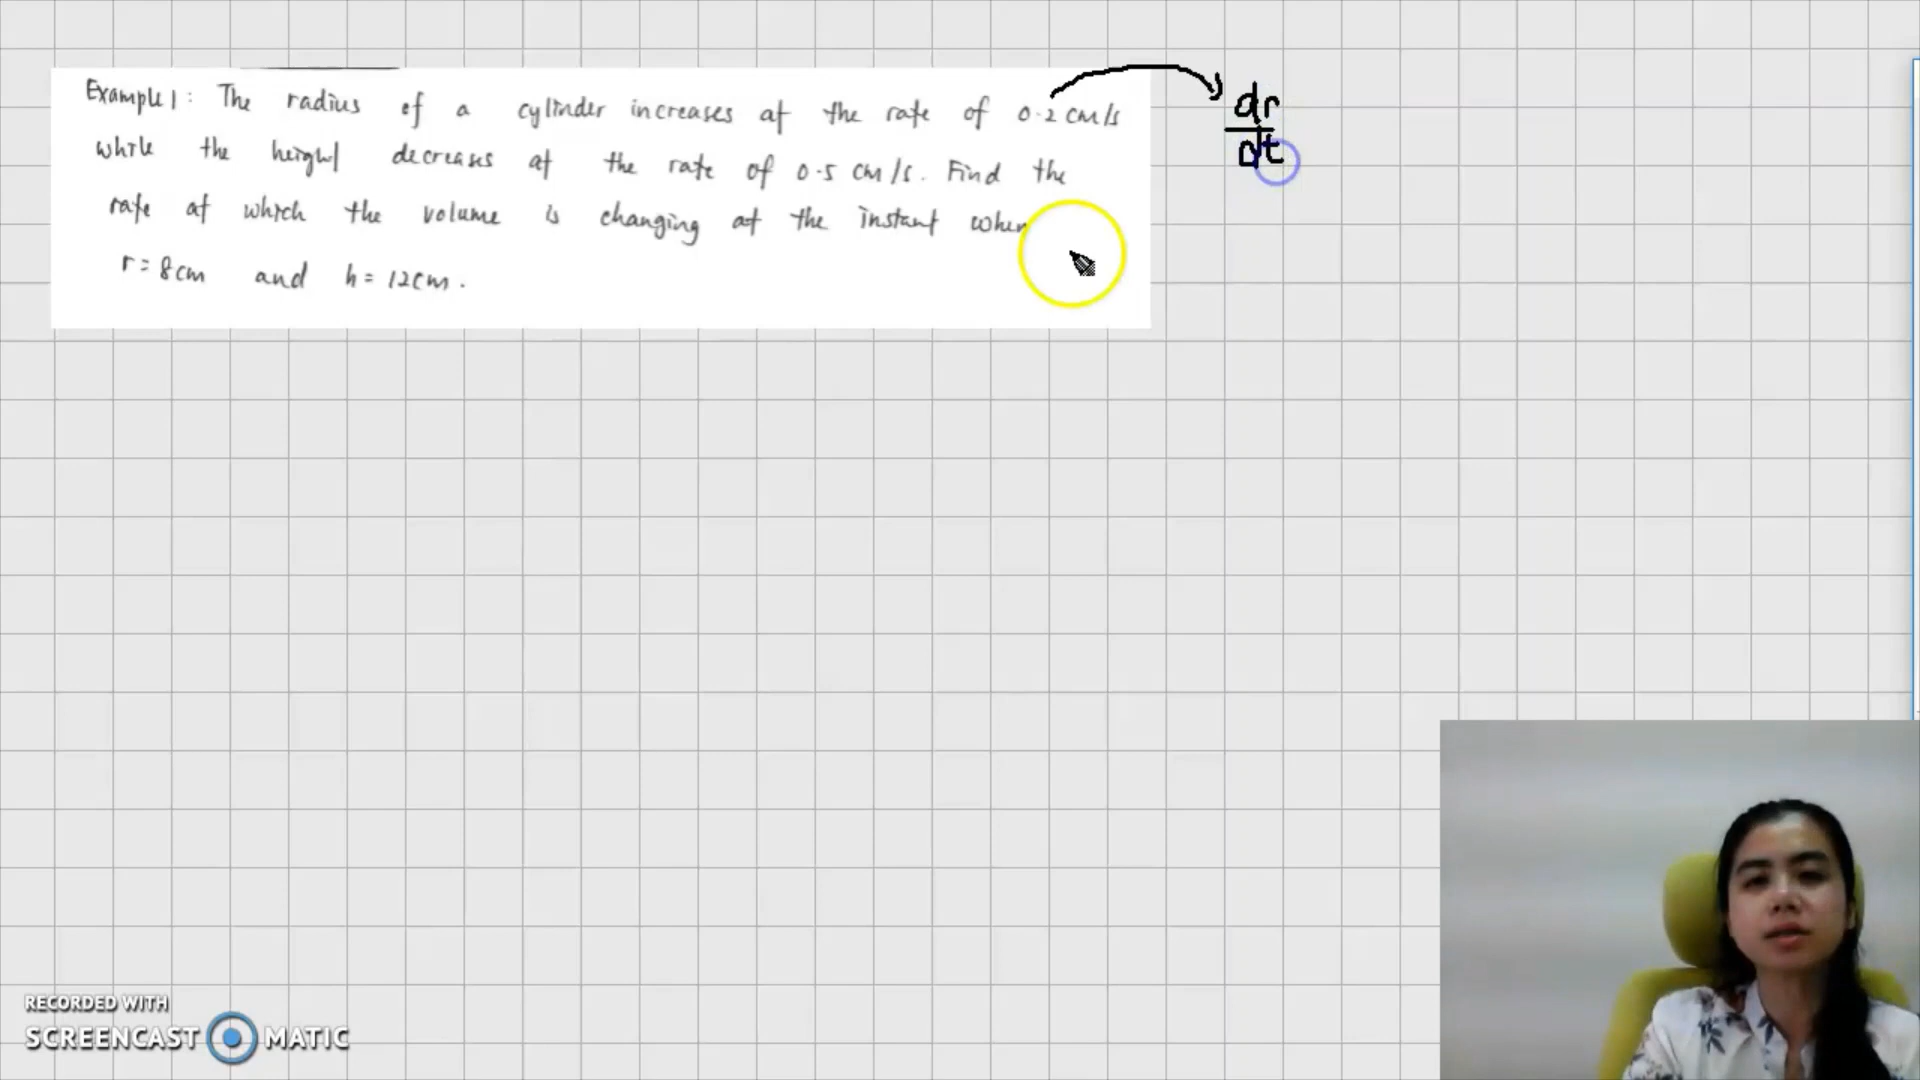 Example 1: The radius of a cylinder increases at the rate of 0.2 cm/s
while the height decreases at the rate of 0.5 cm/s. Find the
rate at which the volume is changing at the instant when
r = 8cm and h = 12cm.
dr
dt
RECORDED WITH
SCREENCAST MATIC